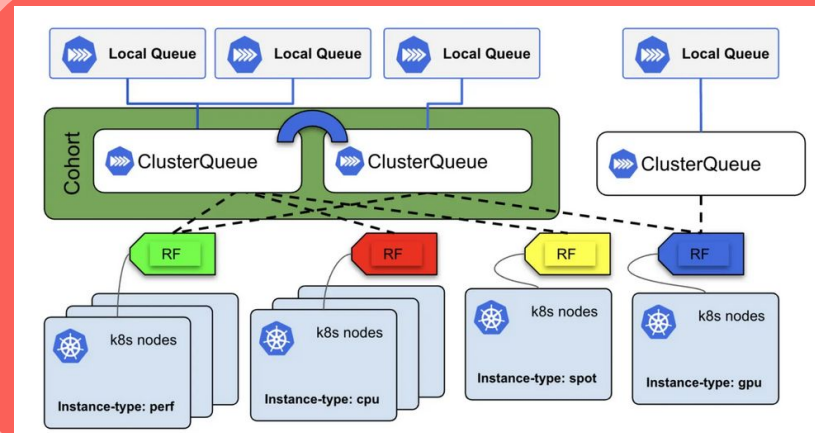 Local Queue
Local Queue
Local Queue
Local Queue
Cohort
ClusterQueue
ClusterQueue
ClusterQueue
RF
RF
RF
RF
k8s nodes
Instance-type: perf
k8s nodes
Instance-type: cpu
k8s nodes
Instance-type: spot
k8s nodes
Instance-type: gpu